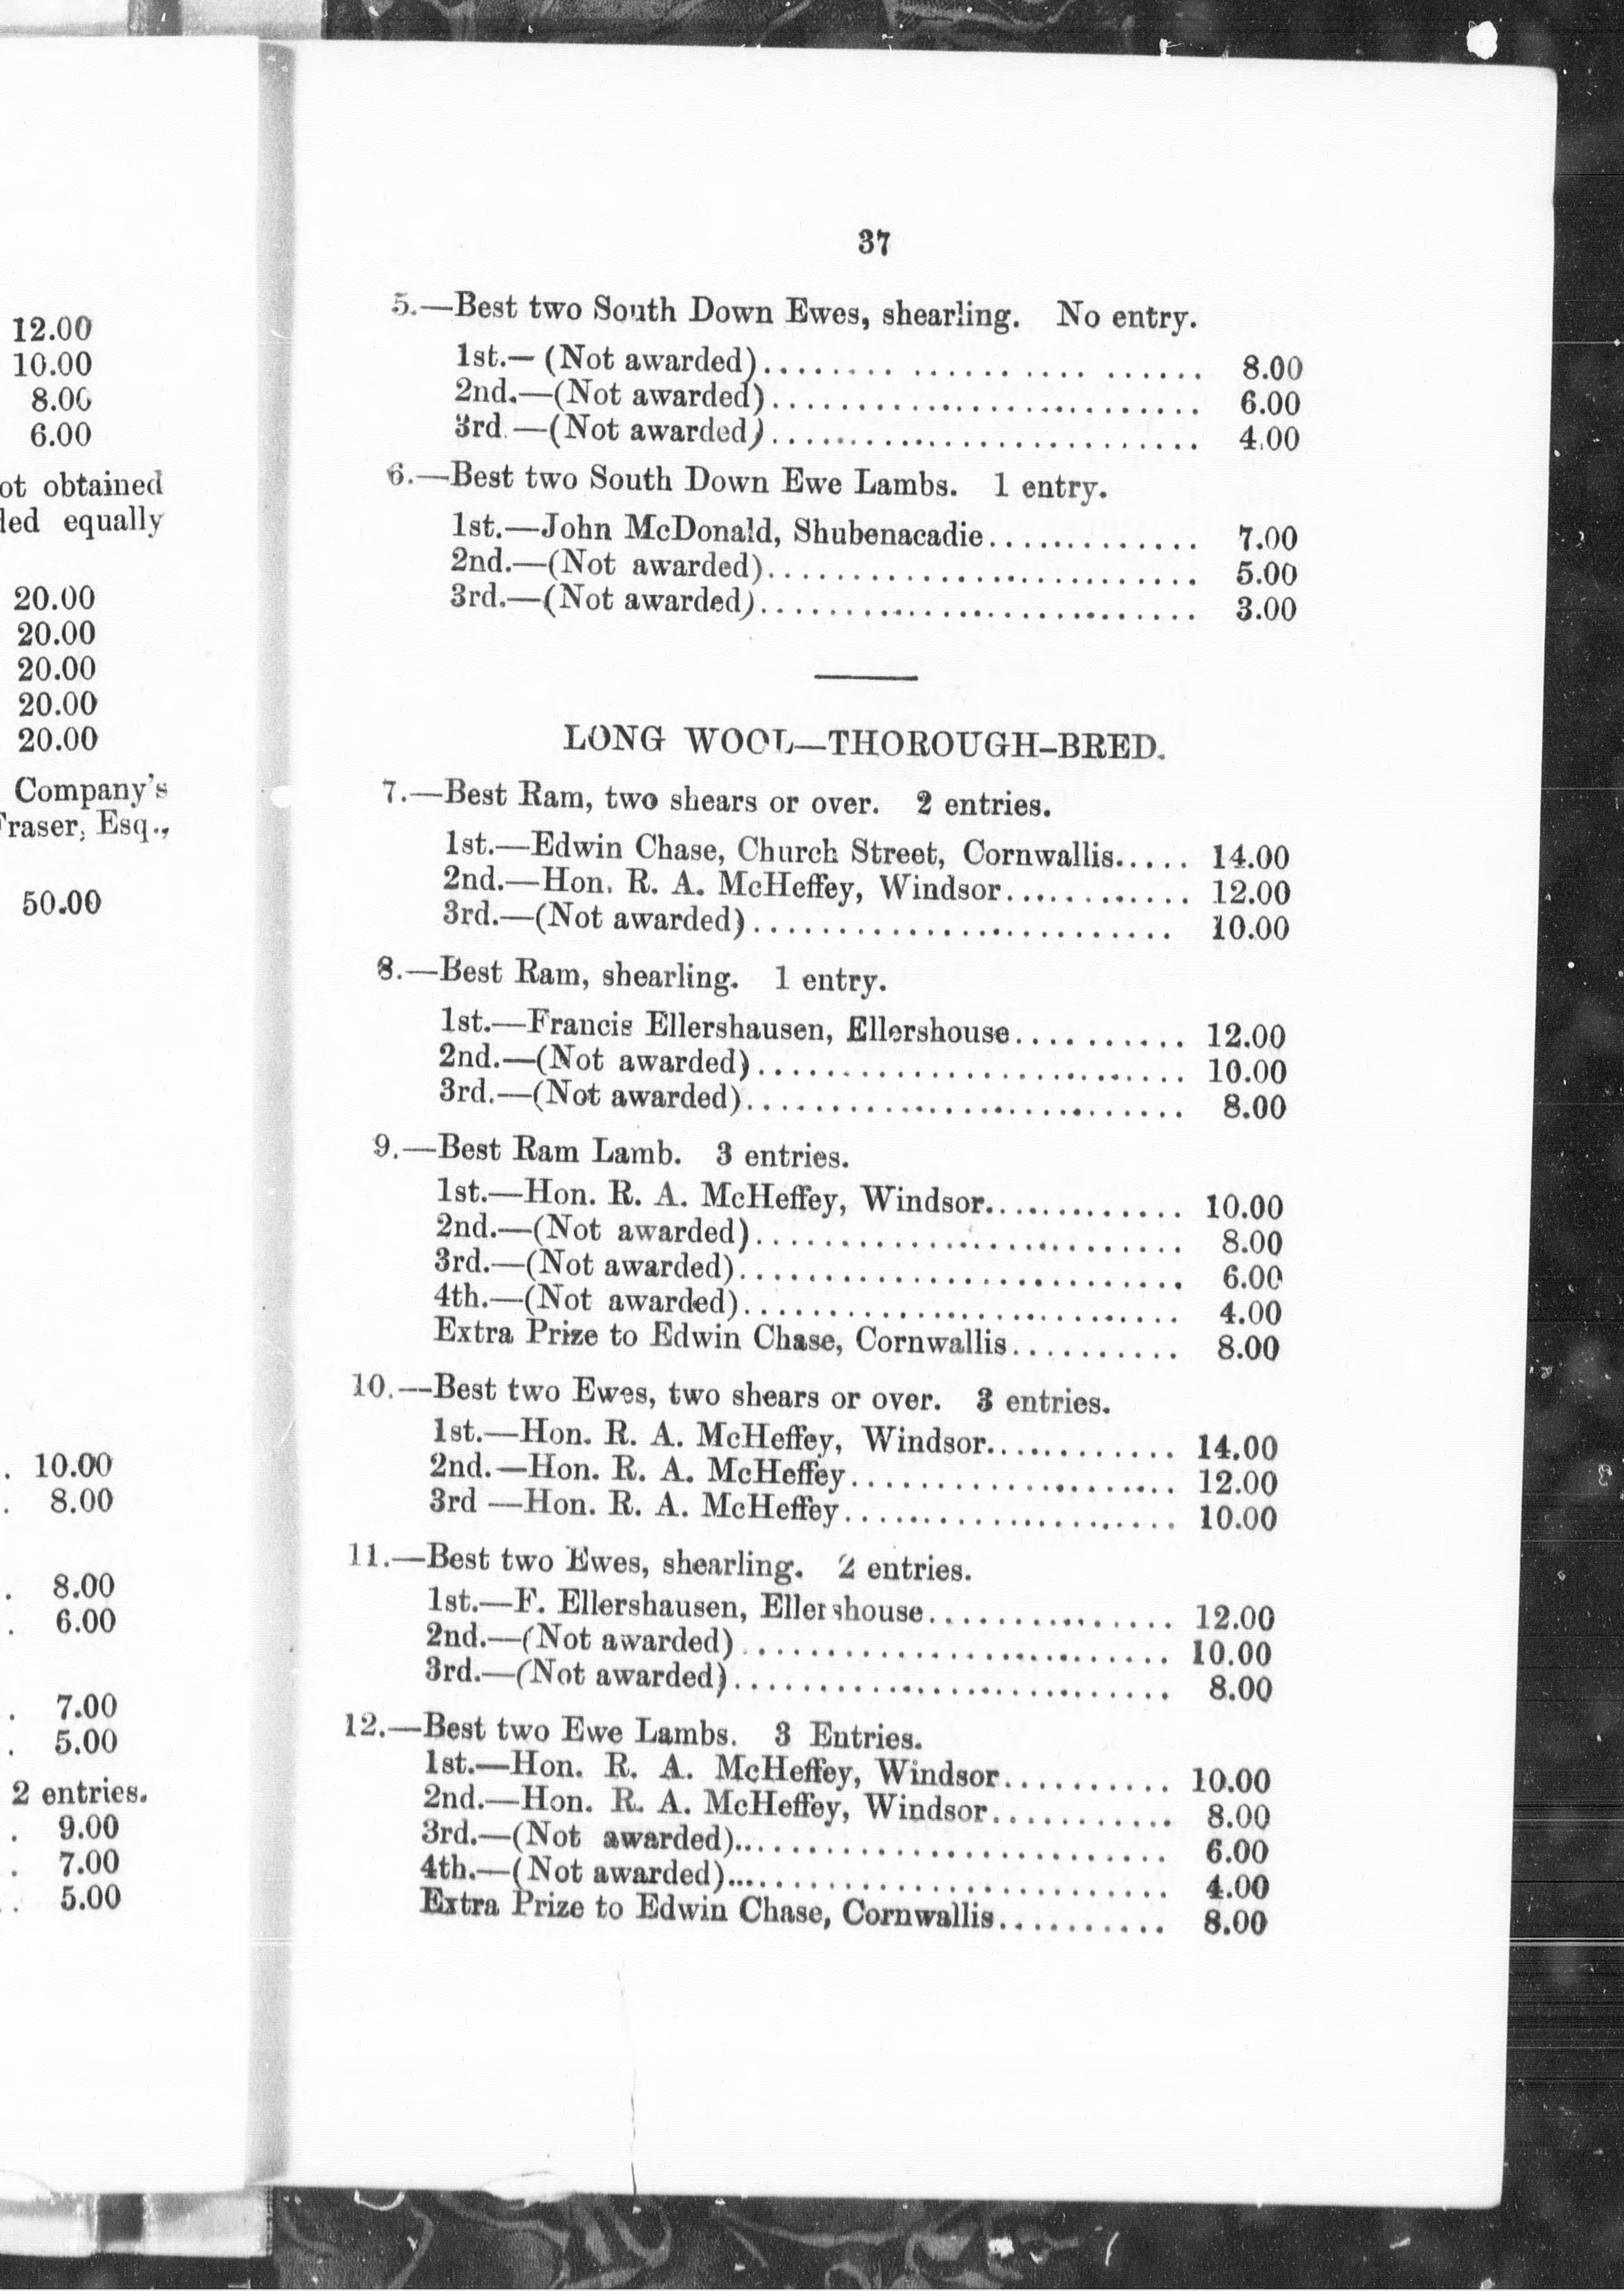 12.00
10.00
8.00
6.00
ot obtained
led equally
20.00
20.00
20.00
20.00
20.00
Company's
Fraser, Esq.,
50.00
. 10.00
. 8.00
. 8.00
. 6.00
. 7.00
. 5.00
2 entries.
. 9.00
. 7.00
. 5.00
37
5.—Best two South Down Ewes, shearling. No entry.
1st.— (Not awarded)........ ...... .... ...... 8.00
2nd.—(Not awarded)......................... 6.00
3rd.—(Not awarded)......................... 4.00
6.—Best two South Down Ewe Lambs. 1 entry.
1st.—John McDonald, Shubenacadie............. 7.00
2nd.—(Not awarded)......................... 5.00
3rd.—(Not awarded)......................... 3.00
LONG WOOL—THOROUGH-BRED.
7.—Best Ram, two shears or over. 2 entries.
1st.—Edwin Chase, Church Street, Cornwallis..... 14.00
2nd.—Hon. R. A. McHeffey, Windsor........... 12.00
3rd.—(Not awarded)......................... 10.00
8.—Best Ram, shearling. 1 entry.
1st.—Francis Ellershausen, Ellershouse.......... 12.00
2nd.—(Not awarded)......................... 10.00
3rd.—(Not awarded)......................... 8.00
9.—Best Ram Lamb. 3 entries.
1st.—Hon. R. A. McHeffey, Windsor............ 10.00
2nd.—(Not awarded)......................... 8.00
3rd.—(Not awarded)......................... 6.00
4th.—(Not awarded)......................... 4.00
Extra Prize to Edwin Chase, Cornwallis.......... 8.00
10.—Best two Ewes, two shears or over. 3 entries.
1st.—Hon. R. A. McHeffey, Windsor............ 14.00
2nd.—Hon. R. A. McHeffey................... 12.00
3rd —Hon. R. A. McHeffey.................... 10.00
11.—Best two Ewes, shearling. 2 entries.
1st.—F. Ellershausen, Ellershouse.............. 12.00
2nd.—(Not awarded) ......................... 10.00
3rd.—(Not awarded)......................... 8.00
12.—Best two Ewe Lambs. 3 Entries.
1st.—Hon. R. A. McHeffey, Windsor.......... 10.00
2nd.—Hon. R. A. McHeffey, Windsor........... 8.00
3rd.—(Not awarded)......................... 6.00
4th.—(Not awarded)......................... 4.00
Extra Prize to Edwin Chase, Cornwallis.......... 8.00